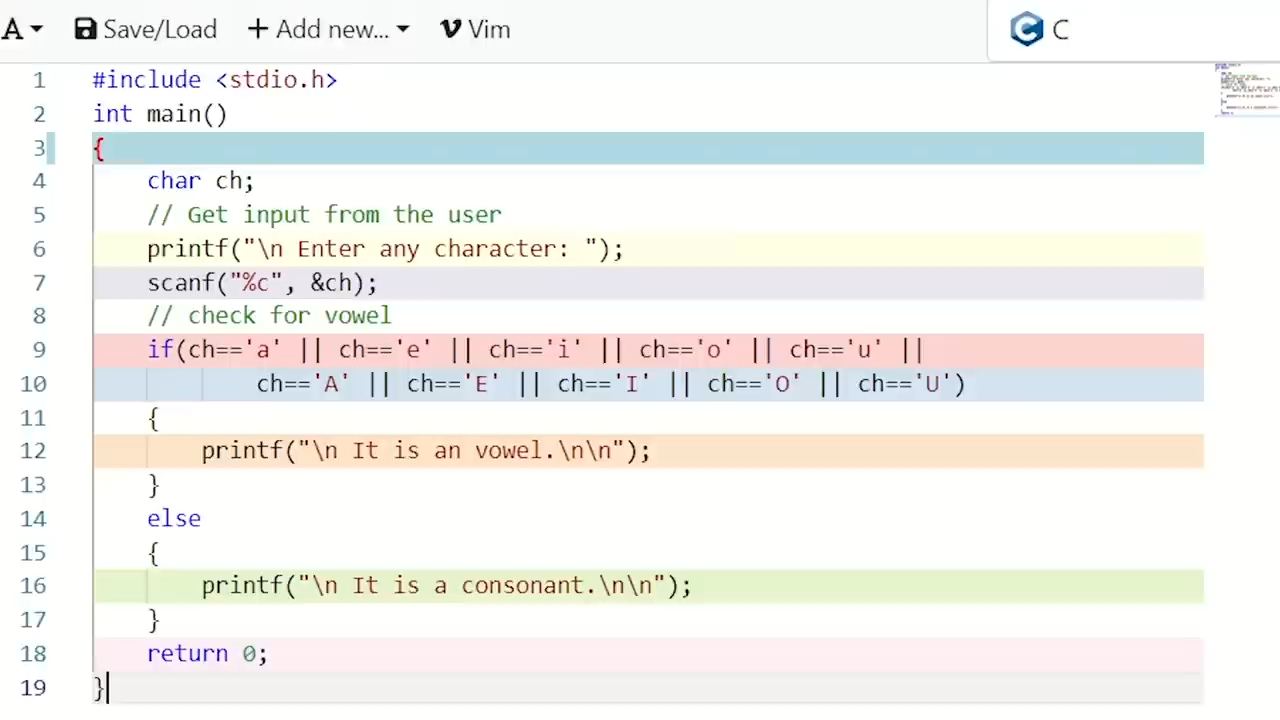 A Save/Load + Add new... Vim C
1 #include <stdio.h>
2 int main()
3 {
4 char ch;
5 // Get input from the user
6 printf("\n Enter any character: ");
7 scanf("%c", &ch);
8 // check for vowel
9 if(ch=='a' || ch=='e' || ch=='i' || ch=='o' || ch=='u' ||
10 ch=='A' || ch=='E' || ch=='I' || ch=='O' || ch=='U')
11 {
12 printf("\n It is an vowel.\n\n");
13 }
14 else
15 {
16 printf("\n It is a consonant.\n\n");
17 }
18 return 0;
19 }